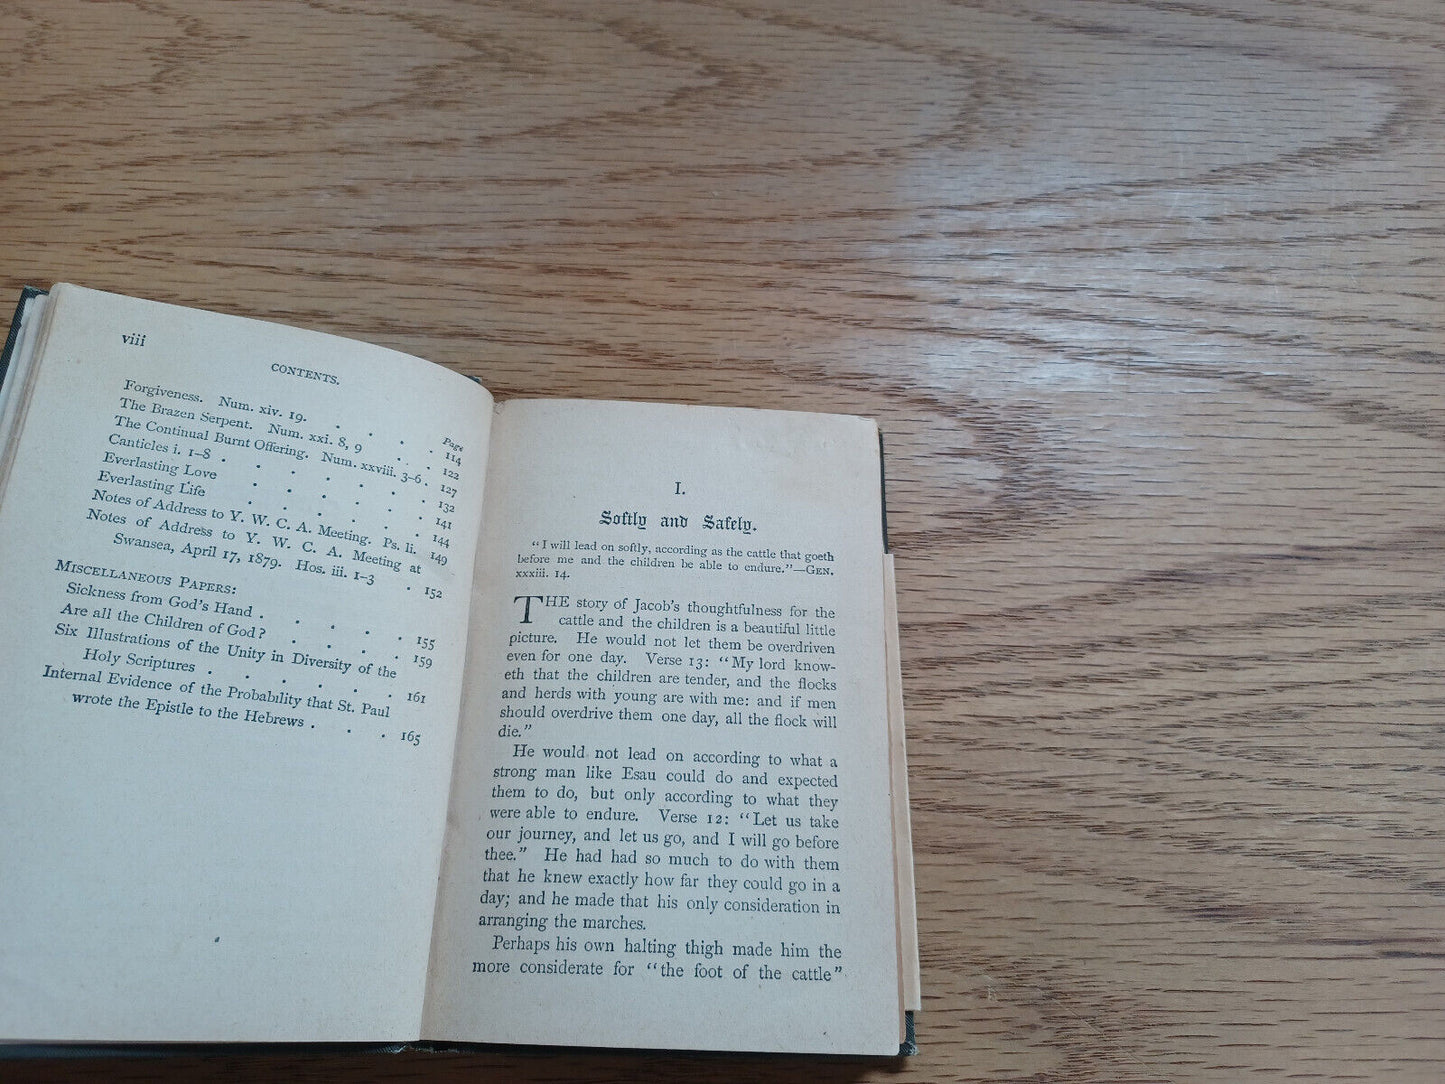 viii
CONTENTS.
Page
Forgiveness. Num. xiv. 19. . . . . 114
The Brazen Serpent. Num. xxi. 8, 9 . . . 122
The Continual Burnt Offering. Num. xxviii. 3-6 . 127
Canticles i. 1-8 . . . . . . . 132
Everlasting Love . . . . . . 141
Everlasting Life . . . . . . 144
Notes of Address to Y. W. C. A. Meeting. Ps. li. 149
Notes of Address to Y. W. C. A. Meeting at
Swansea, April 17, 1879. Hos. iii. 1-3 . 152
MISCELLANEOUS PAPERS:
Sickness from God's Hand . . . . . 155
Are all the Children of God? . . . . 159
Six Illustrations of the Unity in Diversity of the
Holy Scriptures . . . . . . 161
Internal Evidence of the Probability that St. Paul
wrote the Epistle to the Hebrews . . . 165
I.
Softly and Safely.
"I will lead on softly, according as the cattle that goeth
before me and the children be able to endure."—GEN.
xxxiii. 14.
THE story of Jacob's thoughtfulness for the
cattle and the children is a beautiful little
picture. He would not let them be overdriven
even for one day. Verse 13: "My lord know-
eth that the children are tender, and the flocks
and herds with young are with me: and if men
should overdrive them one day, all the flock will
die."
He would not lead on according to what a
strong man like Esau could do and expected
them to do, but only according to what they
were able to endure. Verse 12: "Let us take
our journey, and let us go, and I will go before
thee." He had had so much to do with them
that he knew exactly how far they could go in a
day; and he made that his only consideration in
arranging the marches.
Perhaps his own halting thigh made him the
more considerate for "the foot of the cattle"